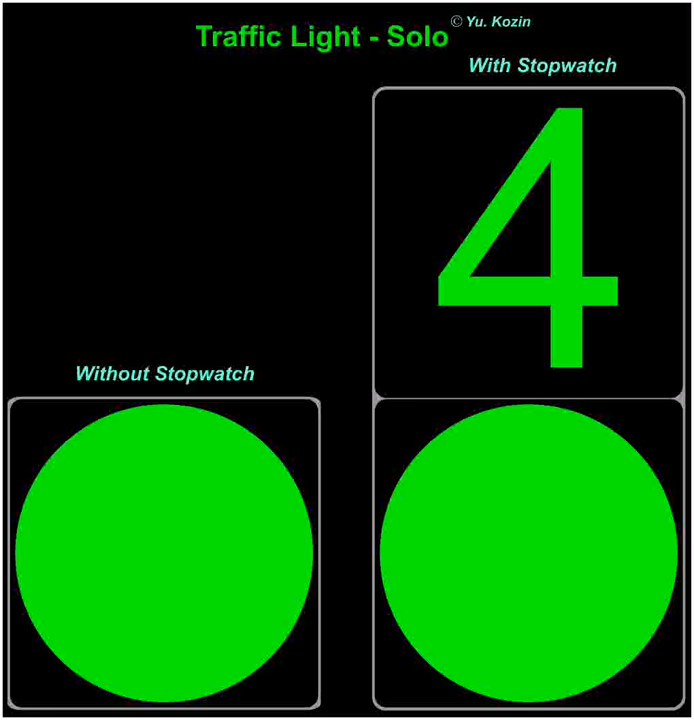 Traffic Light - Solo
© Yu. Kozin
With Stopwatch
4
Without Stopwatch